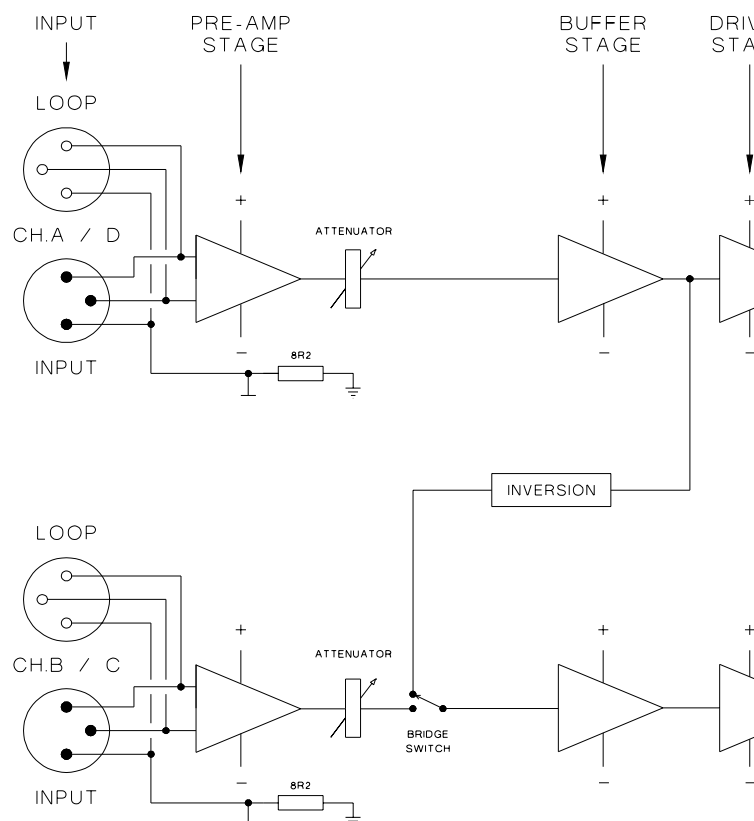 INPUT
PRE-AMP
STAGE
BUFFER
STAGE
LOOP
CH.A / D
ATTENUATOR
+
+
+
INPUT
−
−
−
8R2
INVERSION
LOOP
CH.B / C
ATTENUATOR
+
+
+
BRIDGE
SWITCH
INPUT
−
−
−
8R2